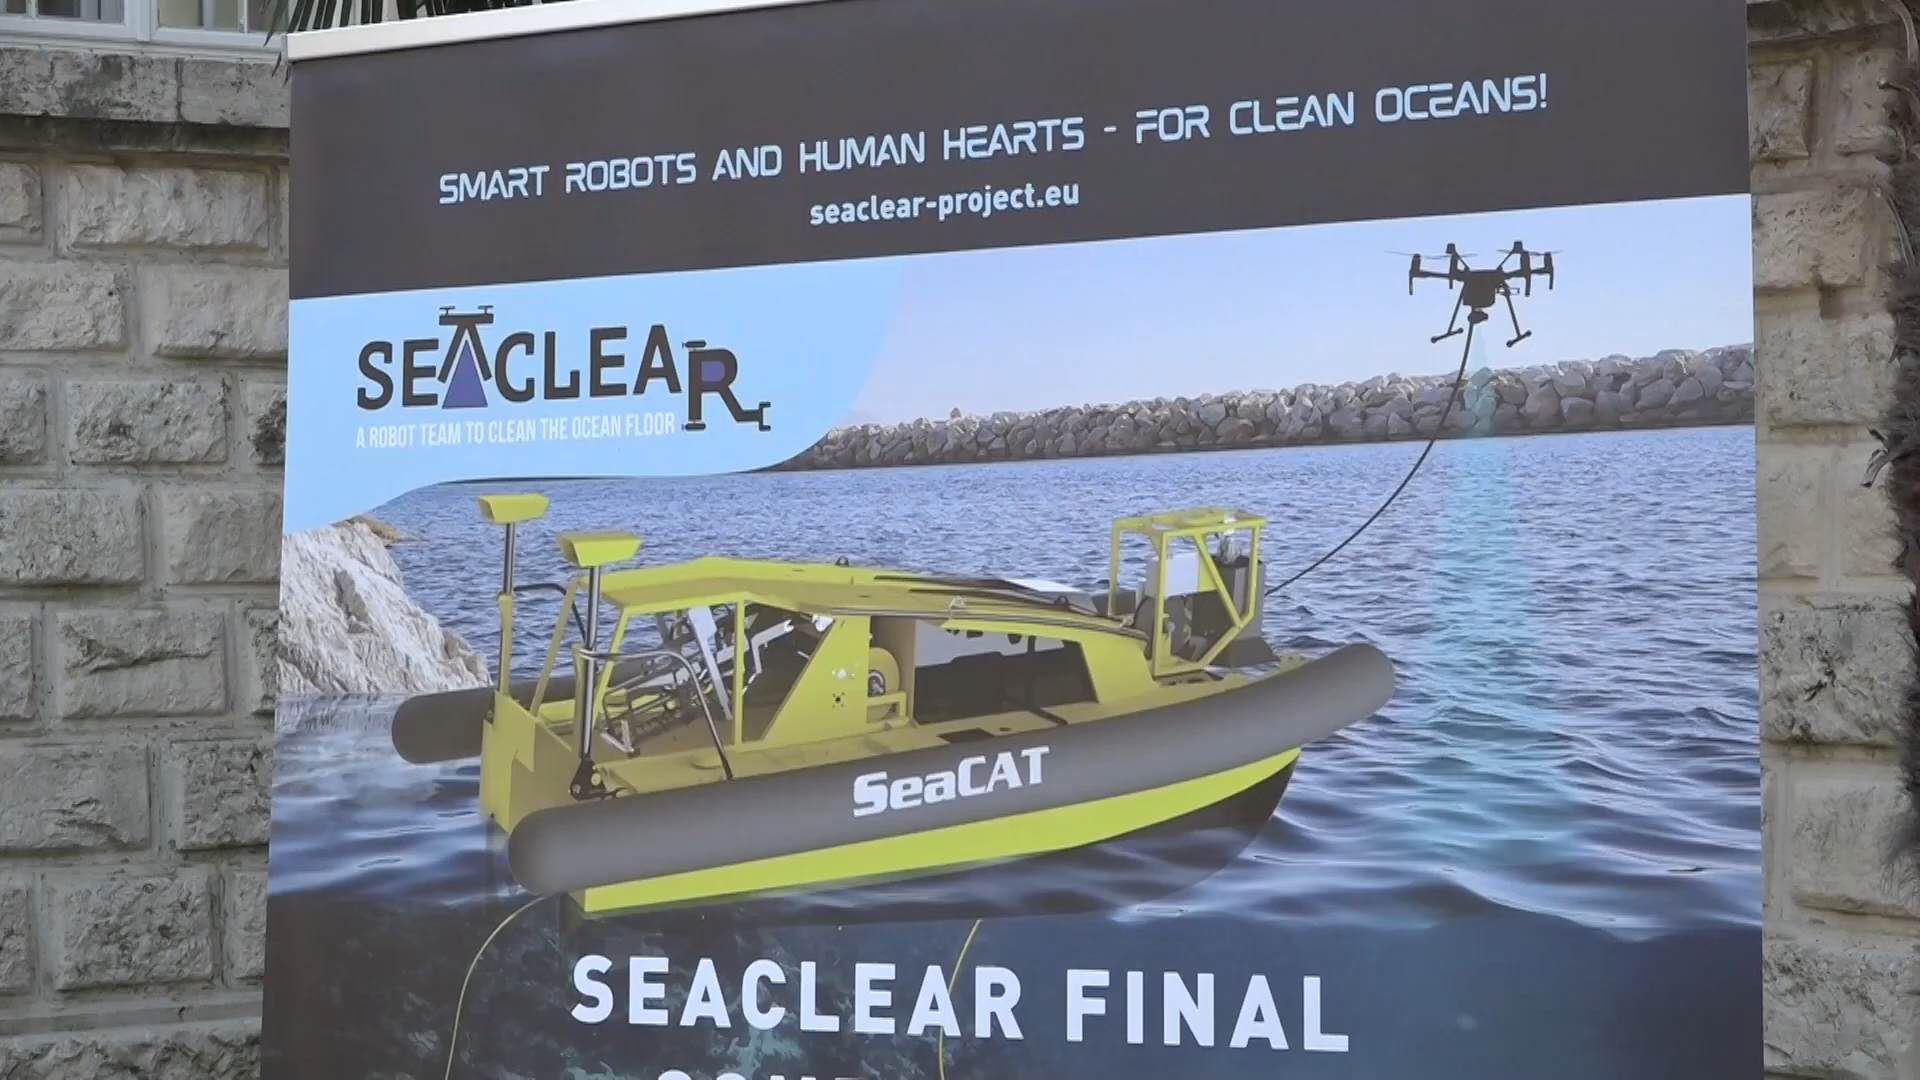 SMART ROBOTS AND HUMAN HEARTS - FOR CLEAN OCEANS!
seaclear-project.eu
SEACLEAR
A ROBOT TEAM TO CLEAN THE OCEAN FLOOR
SeaCAT
SEACLEAR FINAL